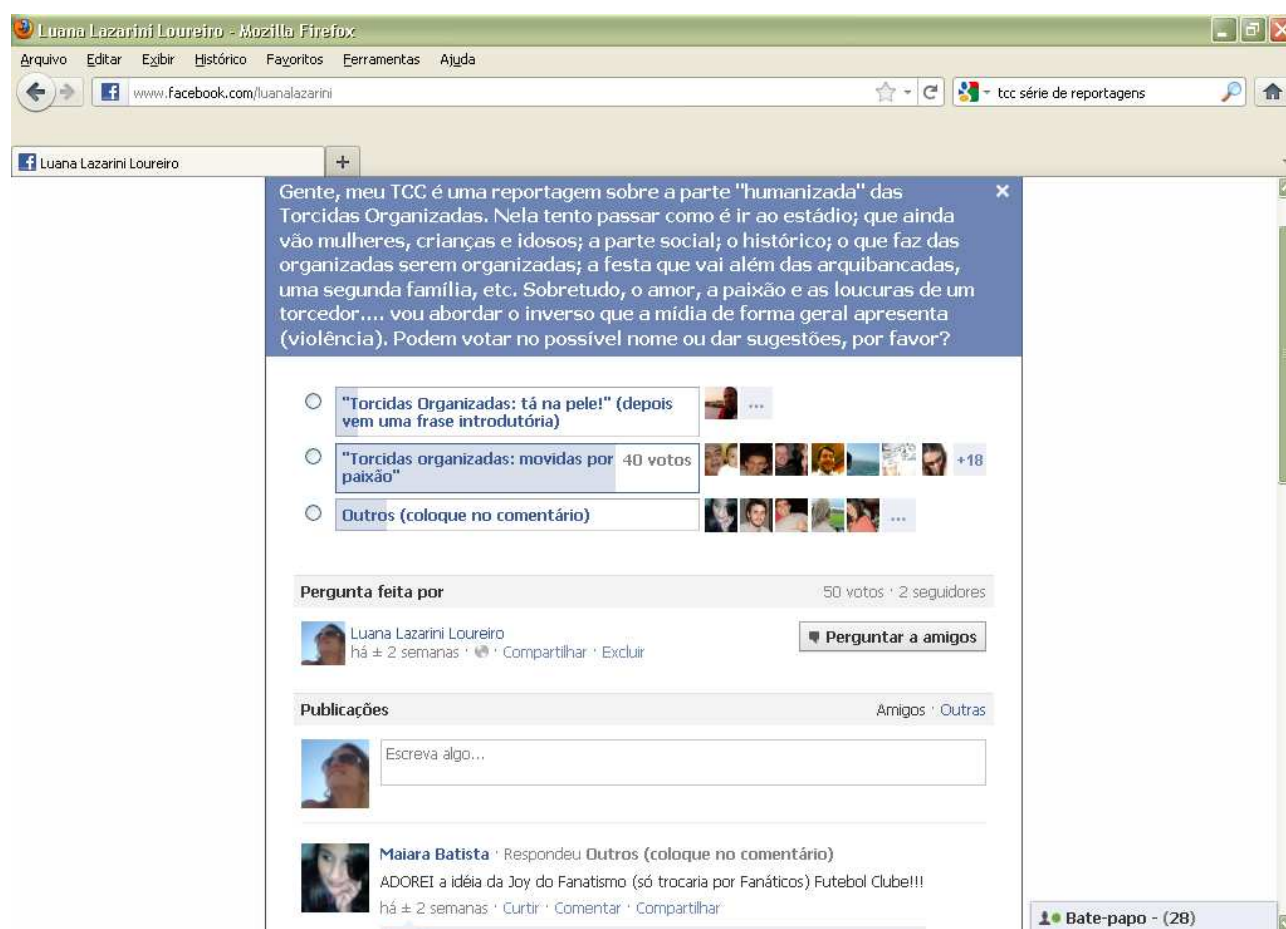 Luana Lazarini Loureiro - Mozilla Firefox
Arquivo Editar Exibir Histórico Favoritos Ferramentas Ajuda
www.facebook.com/luanalazarini
tcc série de reportagens
Luana Lazarini Loureiro
Gente, meu TCC é uma reportagem sobre a parte "humanizada" das
Torcidas Organizadas. Nela tento passar como é ir ao estádio; que ainda
vão mulheres, crianças e idosos; a parte social; o histórico; o que faz das
organizadas serem organizadas; a festa que vai além das arquibancadas,
uma segunda família, etc. Sobretudo, o amor, a paixão e as loucuras de um
torcedor.... vou abordar o inverso que a mídia de forma geral apresenta
(violência). Podem votar no possível nome ou dar sugestões, por favor?
"Torcidas Organizadas: tá na pele!" (depois
vem uma frase introdutória)
...
"Torcidas organizadas: movidas por
paixão"
40 votos
+18
Outros (coloque no comentário)
...
Pergunta feita por
50 votos · 2 seguidores
Luana Lazarini Loureiro
há ± 2 semanas · Compartilhar · Excluir
Perguntar a amigos
Publicações
Amigos · Outras
Escreva algo...
Maiara Batista · Respondeu Outros (coloque no comentário)
ADOREI a idéia da Joy do Fanatismo (só trocaria por Fanáticos) Futebol Clube!!!
há ± 2 semanas · Curtir · Comentar · Compartilhar
Bate-papo - (28)